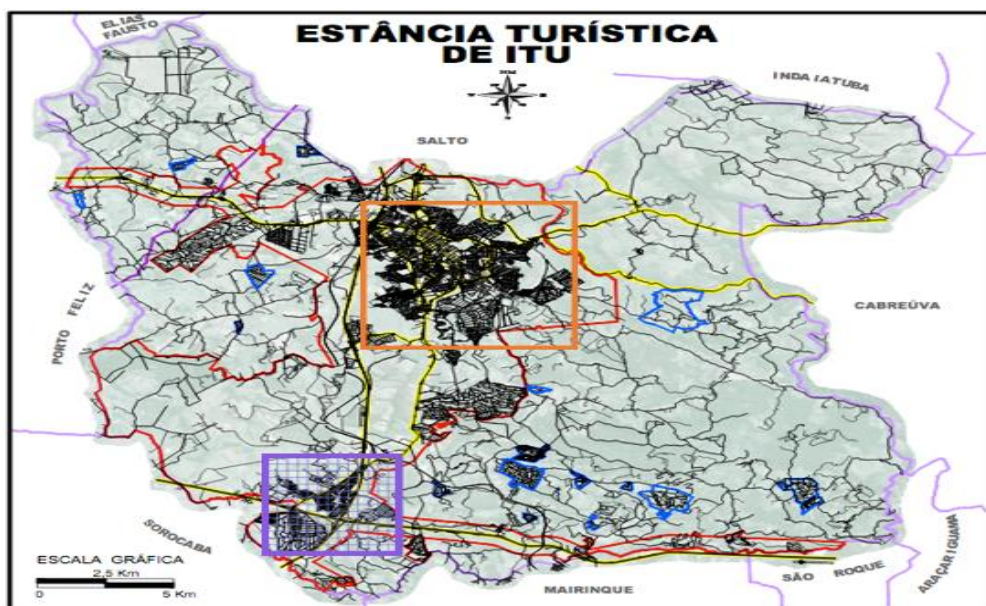 ELIAS
FAUSTO
ESTÂNCIA TURÍSTICA
DE ITU
INDAIATUBA
SALTO
PORTO FELIZ
CABREÚVA
SOROCABA
ESCALA GRÁFICA
2,5 Km
0 5 Km
MAIRINQUE
SÃO ROQUE
ARAÇARIGUAMA